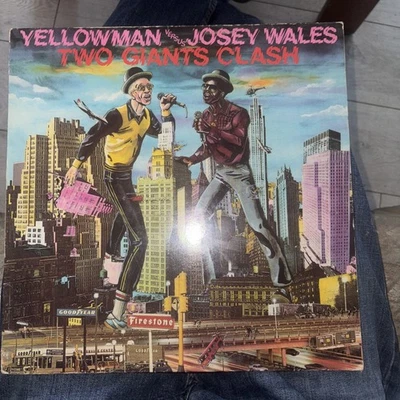 YELLOWMAN VERSUS JOSEY WALES
TWO GIANTS CLASH
GOODYEAR
Firestone